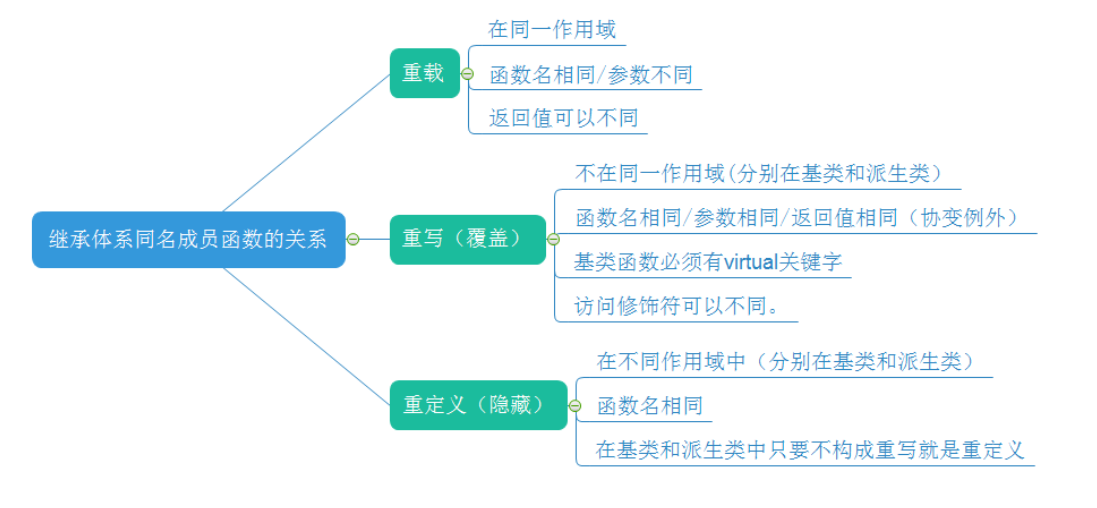 继承体系同名成员函数的关系
重载
在同一作用域
函数名相同/参数不同
返回值可以不同
重写（覆盖）
不在同一作用域(分别在基类和派生类）
函数名相同/参数相同/返回值相同（协变例外）
基类函数必须有virtual关键字
访问修饰符可以不同。
重定义（隐藏）
在不同作用域中（分别在基类和派生类）
函数名相同
在基类和派生类中只要不构成重写就是重定义